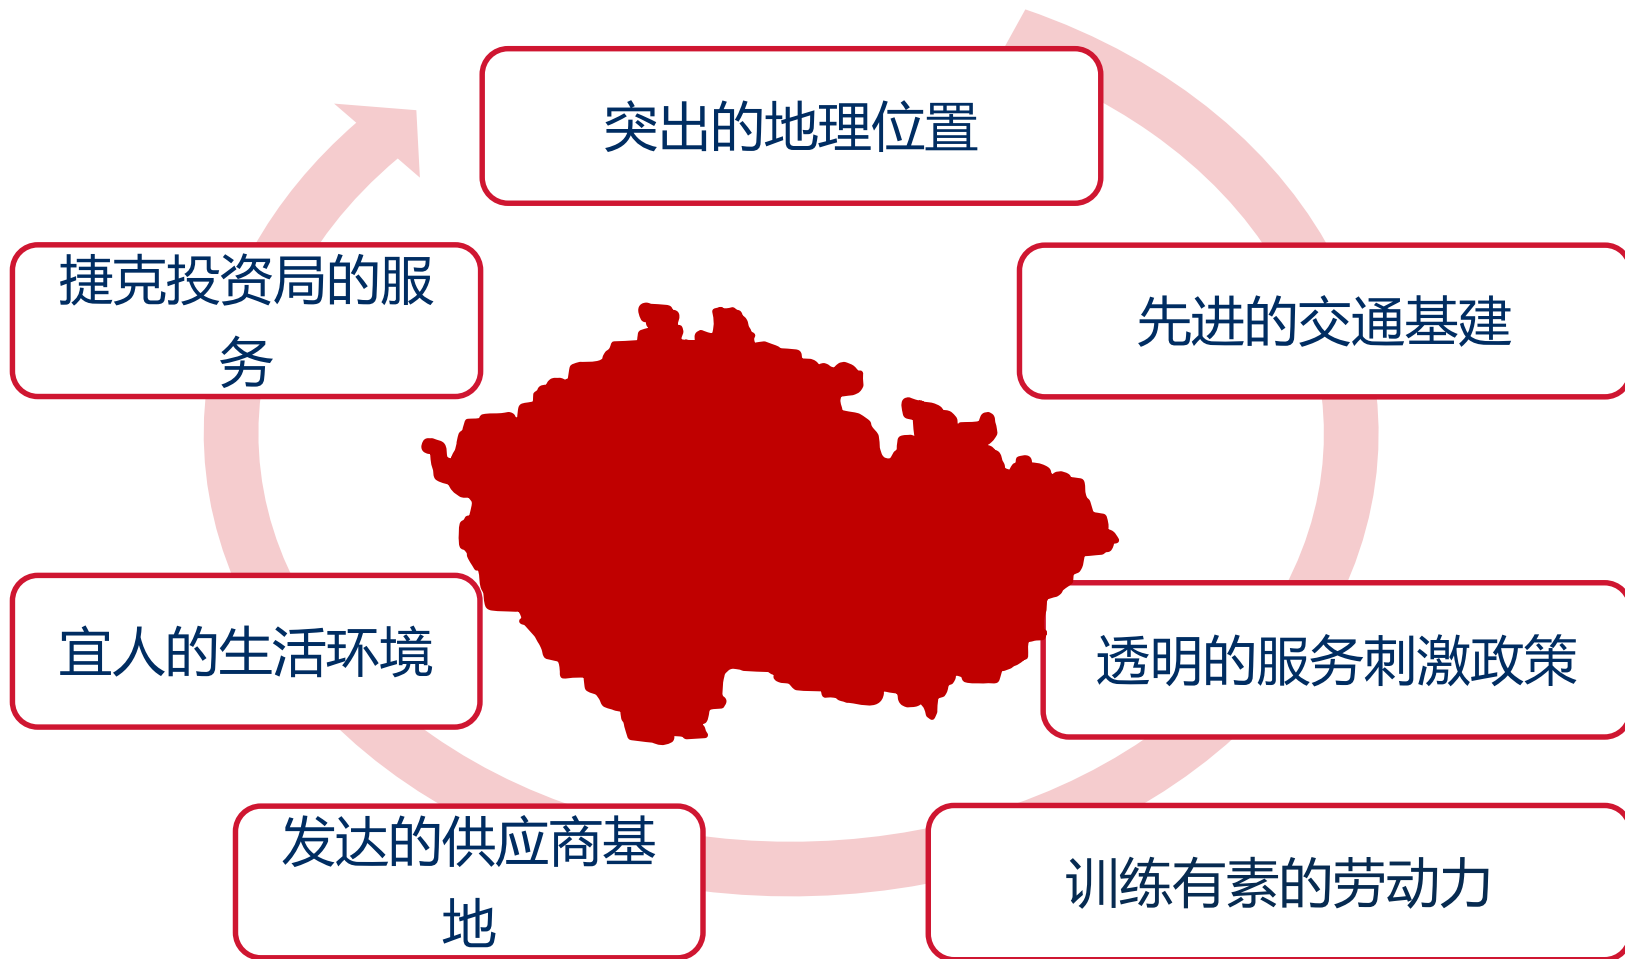 突出的地理位置
捷克投资局的服
务
先进的交通基建
宜人的生活环境
透明的服务刺激政策
发达的供应商基
地
训练有素的劳动力